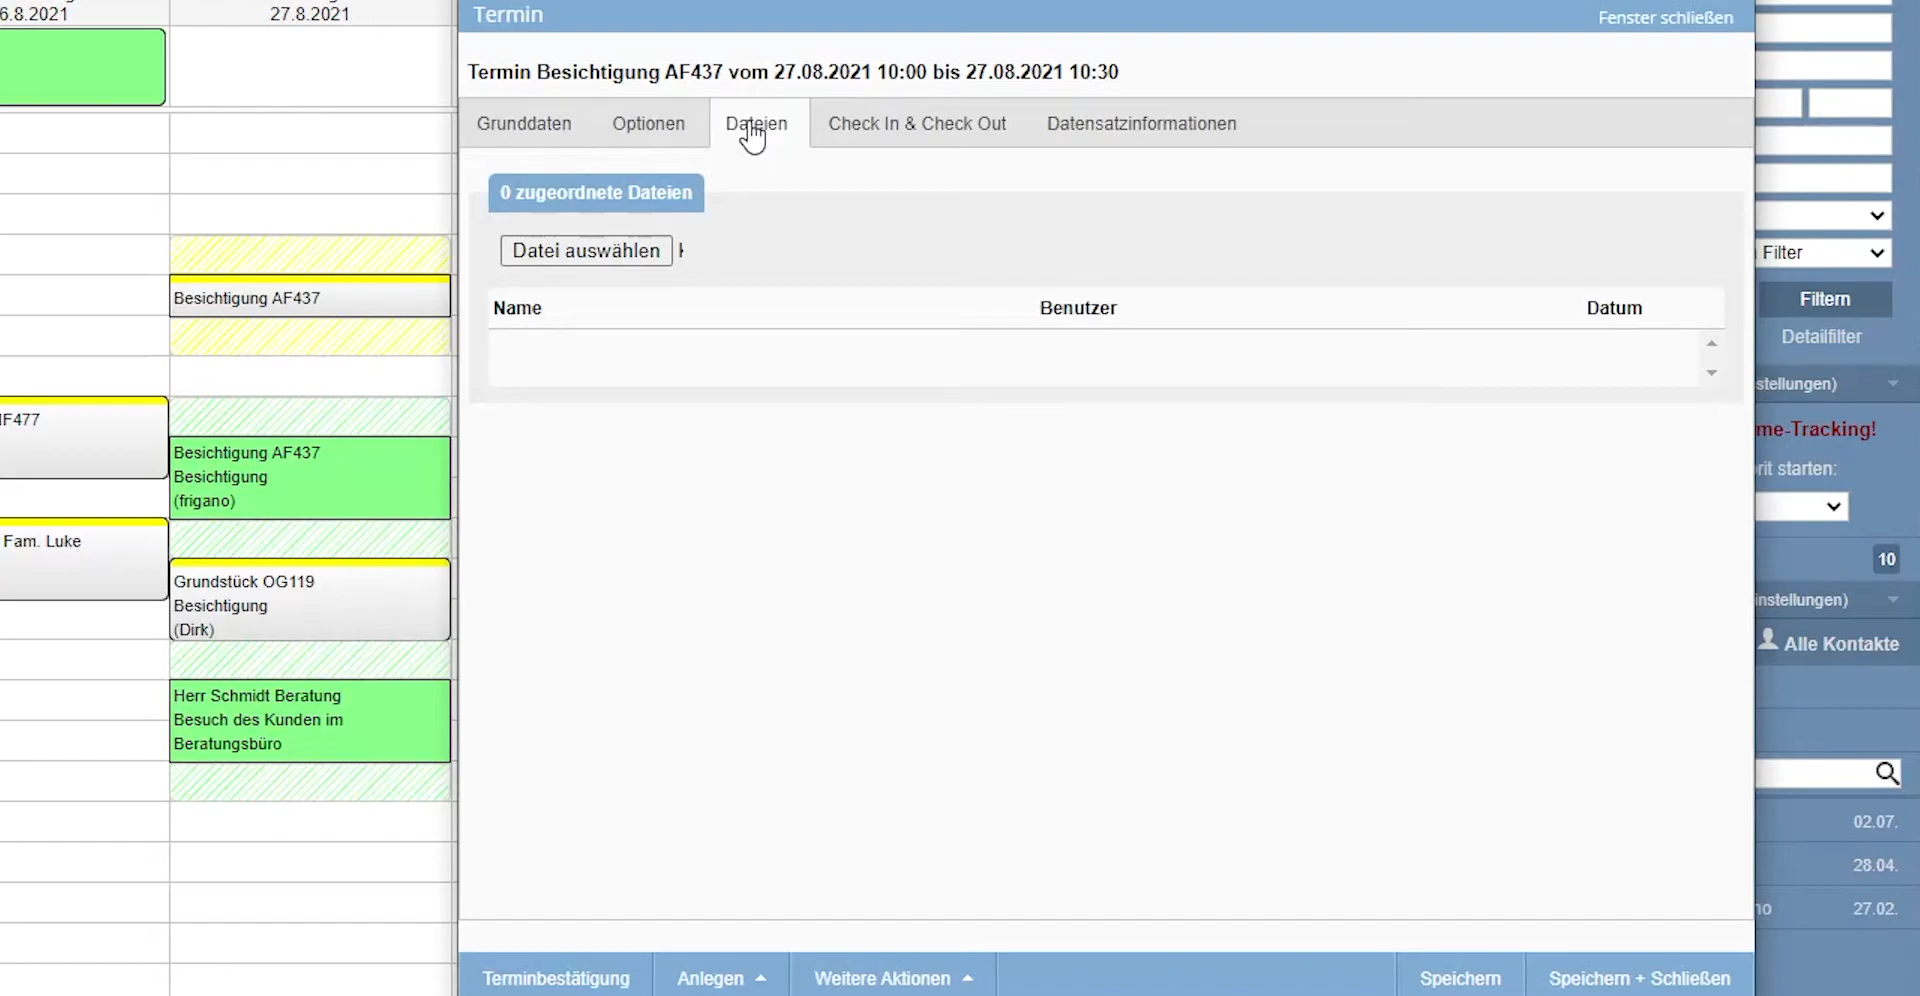 6.8.2021
27.8.2021
Besichtigung AF437
Besichtigung AF437
Besichtigung
(frigano)
F477
Fam. Luke
Grundstück OG119
Besichtigung
(Dirk)
Herr Schmidt Beratung
Besuch des Kunden im
Beratungsbüro
Termin
Fenster schließen
Termin Besichtigung AF437 vom 27.08.2021 10:00 bis 27.08.2021 10:30
Grunddaten
Optionen
Dateien
Check In & Check Out
Datensatzinformationen
0 zugeordnete Dateien
Datei auswählen
Name
Benutzer
Datum
Terminbestätigung
Anlegen
Weitere Aktionen
Speichern
Speichern + Schließen
Filter
Filtern
Detailfilter
stellungen)
me-Tracking!
rit starten:
10
instellungen)
Alle Kontakte
02.07.
28.04.
no
27.02.